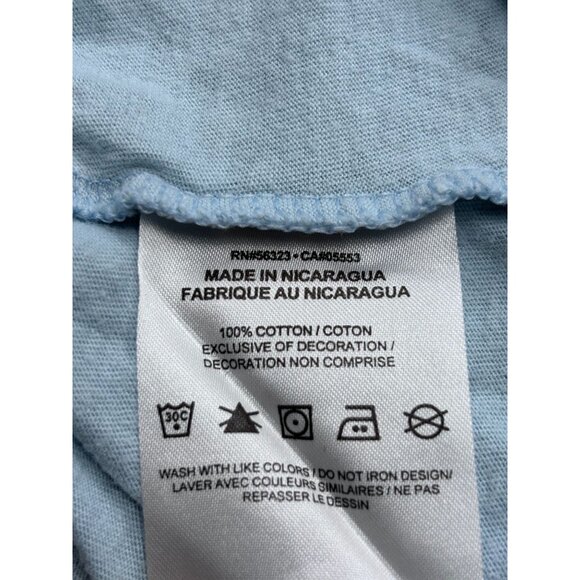 RN#56323 • CA#05553
MADE IN NICARAGUA
FABRIQUE AU NICARAGUA
100% COTTON / COTON
EXCLUSIVE OF DECORATION /
DECORATION NON COMPRISE
30C
WASH WITH LIKE COLORS / DO NOT IRON DESIGN/
LAVER AVEC COULEURS SIMILAIRES / NE PAS
REPASSER LE DESSIN